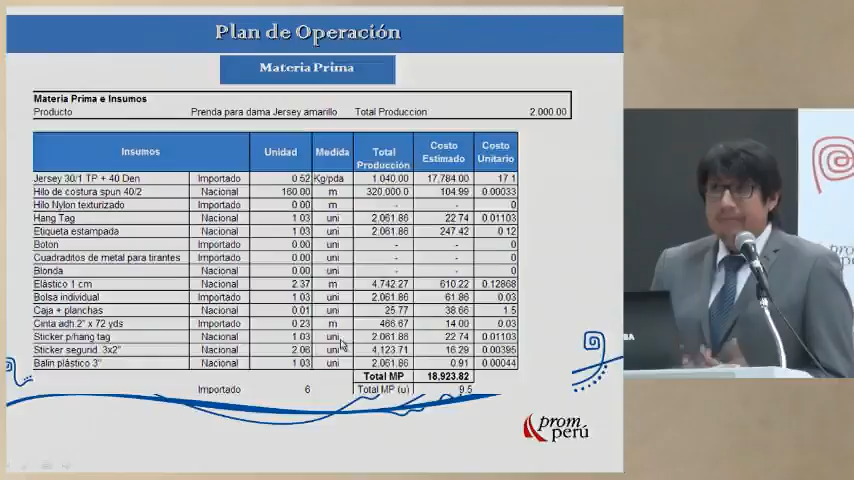 Plan de Operación
Materia Prima
Materia Prima e Insumos
Producto Prenda para dama Jersey amarillo Total Produccion 2,000.00
Insumos Unidad Medida Total Producción Costo Estimado Costo Unitario
Jersey 30/1 TP + 40 Den Importado 0.52 Kg/pda 1,040.00 17,784.00 17.1
Hilo de costura spun 40/2 Nacional 160.00 m 320,000.0 104.99 0.00033
Hilo Nylon texturizado Importado 0.00 m - - 0
Hang Tag Nacional 1.03 uni 2,061.86 22.74 0.01103
Etiqueta estampada Nacional 1.03 uni 2,061.86 247.42 0.12
Boton Importado 0.00 uni - - 0
Cuadraditos de metal para tirantes Importado 0.00 uni - - 0
Blonda Nacional 0.00 uni - - 0
Elástico 1 cm Nacional 2.37 m 4,742.27 610.22 0.12868
Bolsa individual Importado 1.03 uni 2,061.86 61.86 0.03
Caja + planchas Nacional 0.01 uni 25.77 38.66 1.5
Cinta adh.2" x 72 yds Importado 0.23 m 466.67 14.00 0.03
Sticker p/hang tag Nacional 1.03 uni 2,061.86 22.74 0.01103
Sticker segurid. 3x2" Nacional 2.06 uni 4,123.71 16.29 0.00395
Balin plástico 3" Nacional 1.03 uni 2,061.86 0.91 0.00044
Total MP 18,923.82
Importado 6 Total MP (u) 9.5
prom
perú